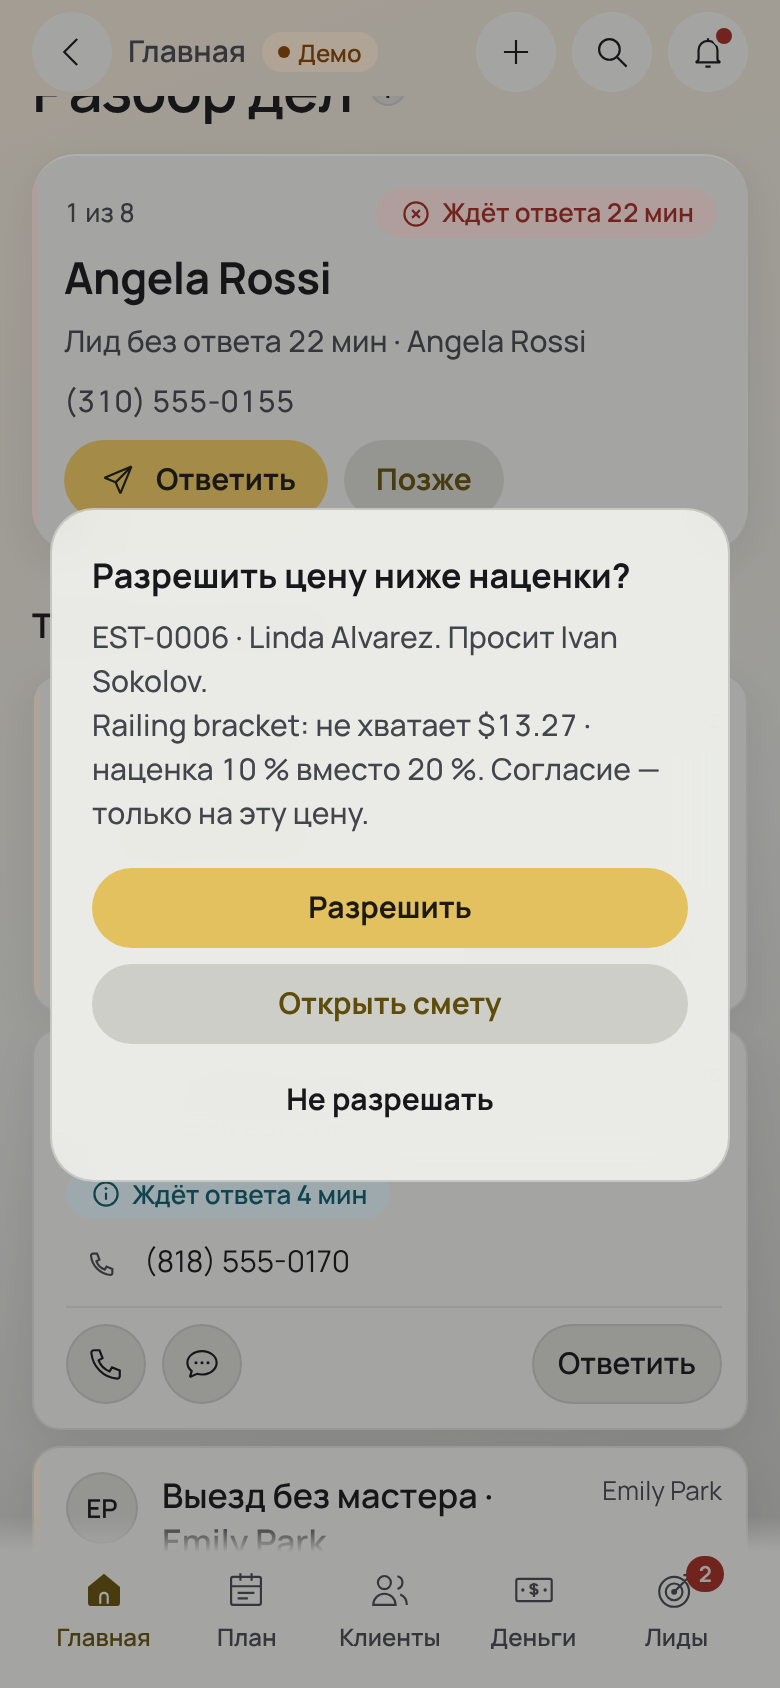 Главная
Демо
Разбор дел
1 из 8
Ждёт ответа 22 мин
Angela Rossi
Лид без ответа 22 мин · Angela Rossi
(310) 555-0155
Ответить
Позже
Т
Разрешить цену ниже наценки?
EST-0006 · Linda Alvarez. Просит Ivan
Sokolov.
Railing bracket: не хватает $13.27 ·
наценка 10 % вместо 20 %. Согласие —
только на эту цену.
Разрешить
Открыть смету
Не разрешать
Ждёт ответа 4 мин
(818) 555-0170
Ответить
EP
Выезд без мастера ·
Emily Park
Emily Park
Главная
План
Клиенты
$
Деньги
2
Лиды